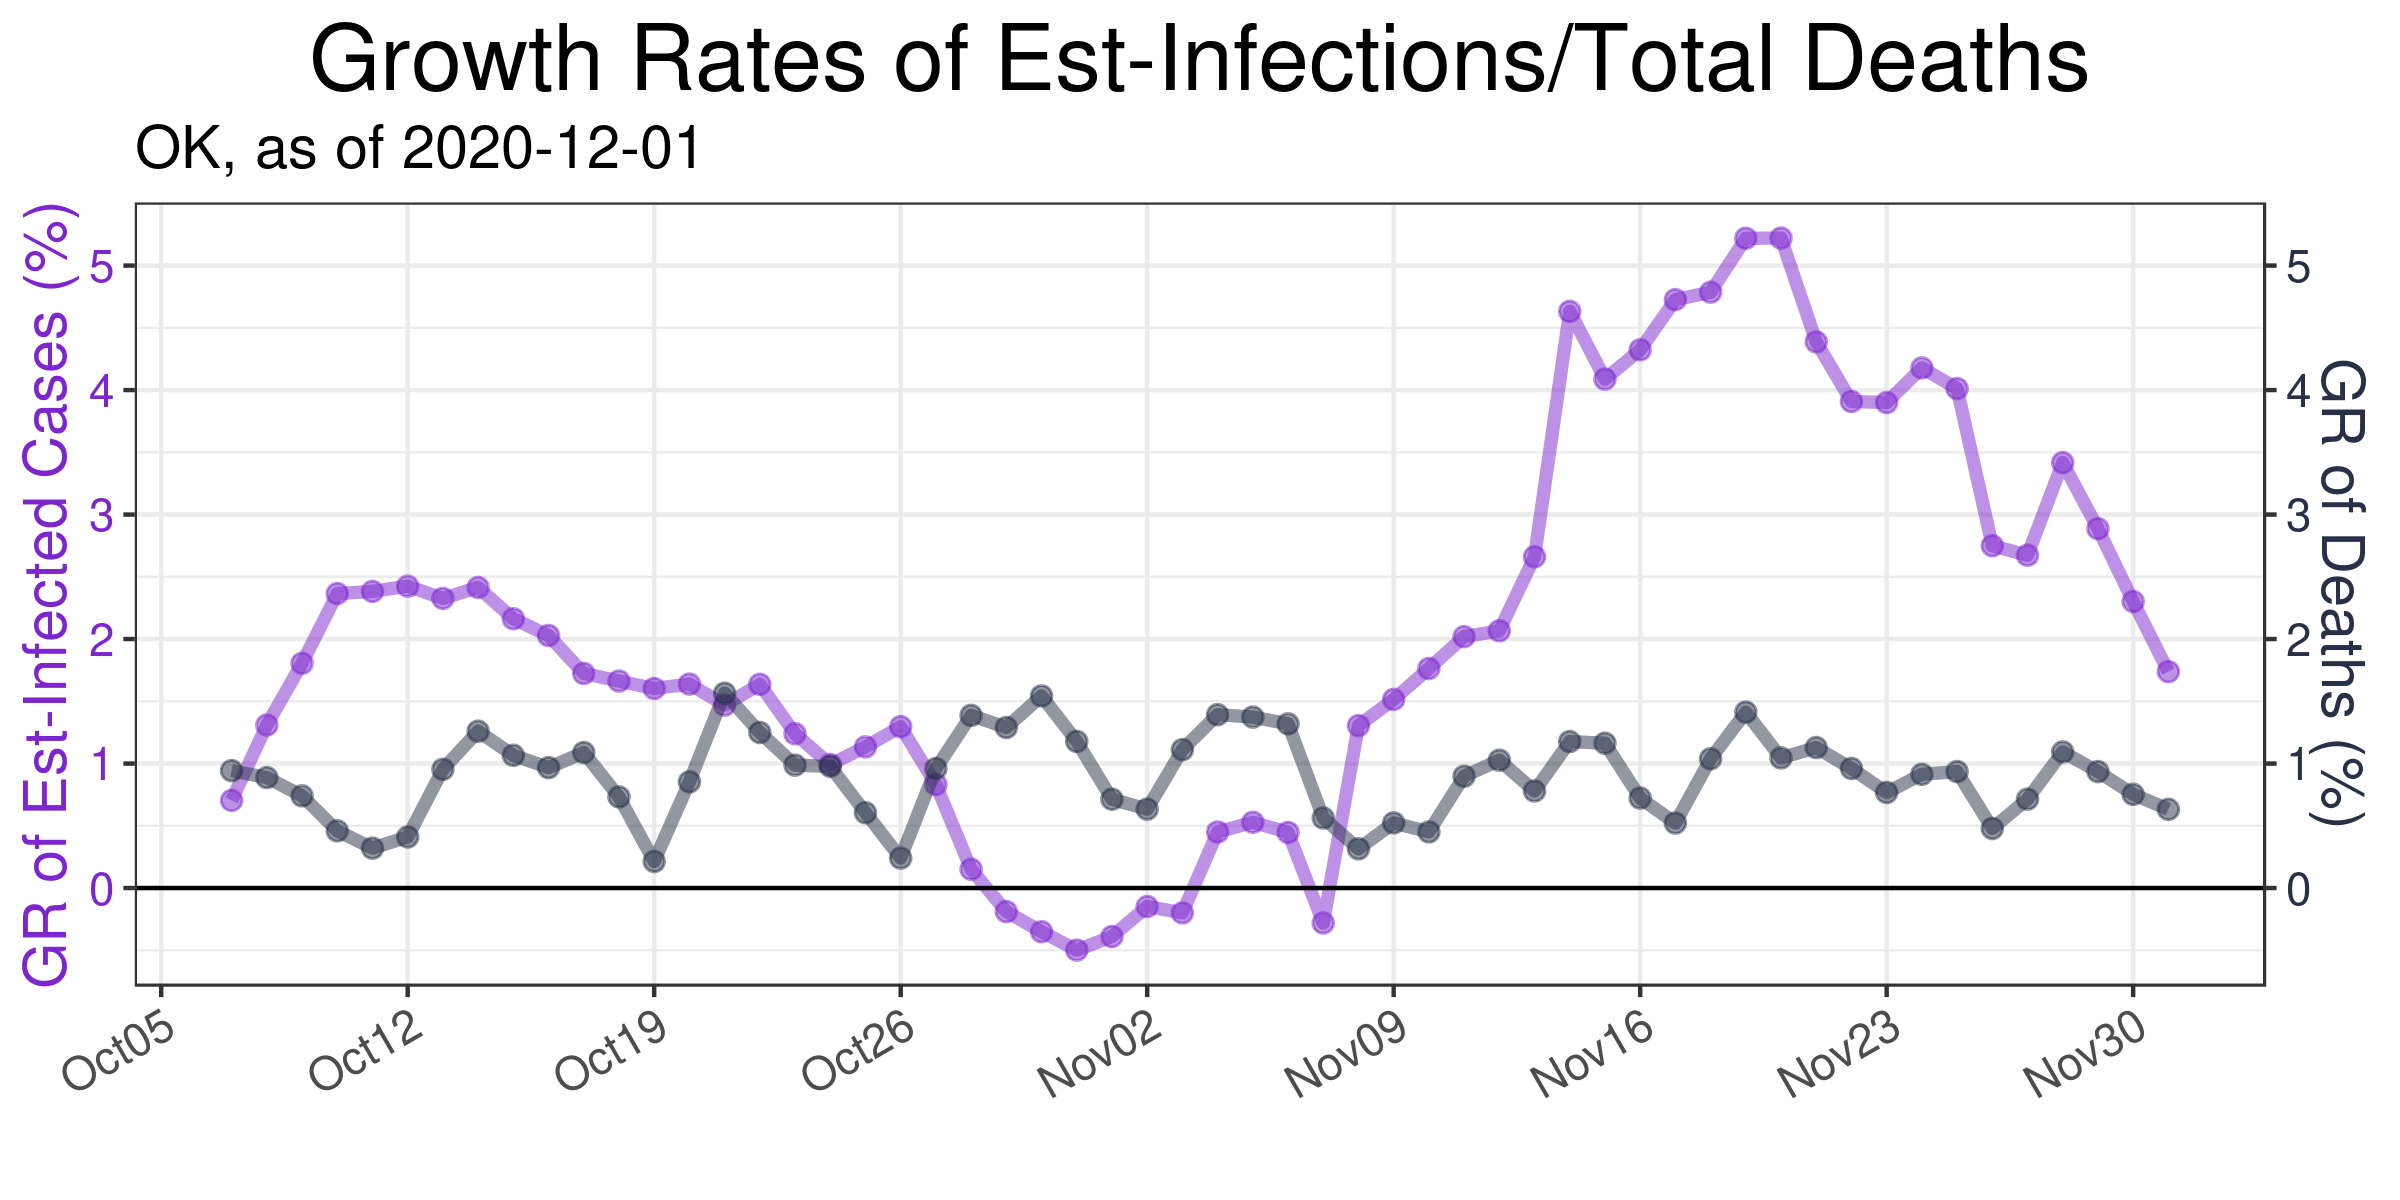 Growth Rates of Est-Infections/Total Deaths
OK, as of 2020-12-01
GR of Est-Infected Cases (%)
5
4
3
2
1
0
5
4
3
2
1
0
GR of Deaths (%)
Oct05
Oct12
Oct19
Oct26
Nov02
Nov09
Nov16
Nov23
Nov30